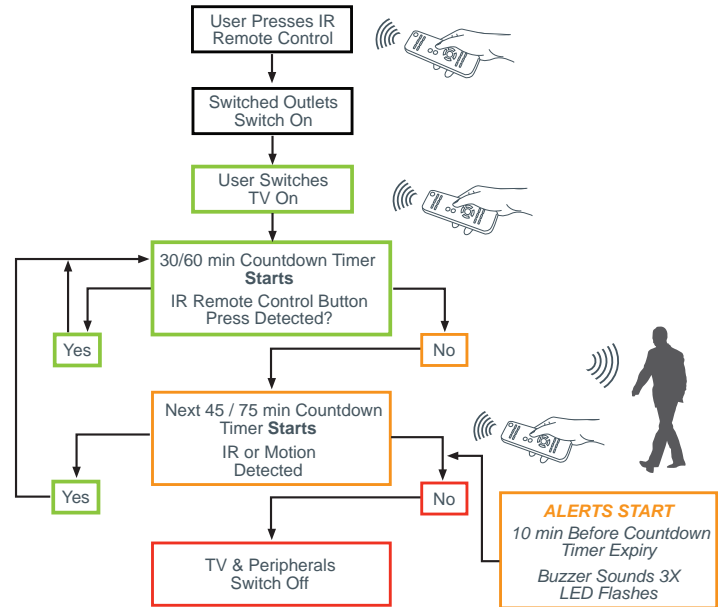 User Presses IR
Remote Control
Switched Outlets
Switch On
User Switches
TV On
30/60 min Countdown Timer
Starts
IR Remote Control Button
Press Detected?
Yes
No
Next 45 / 75 min Countdown
Timer Starts
IR or Motion
Detected
Yes
No
ALERTS START
10 min Before Countdown
Timer Expiry
Buzzer Sounds 3X
LED Flashes
TV & Peripherals
Switch Off